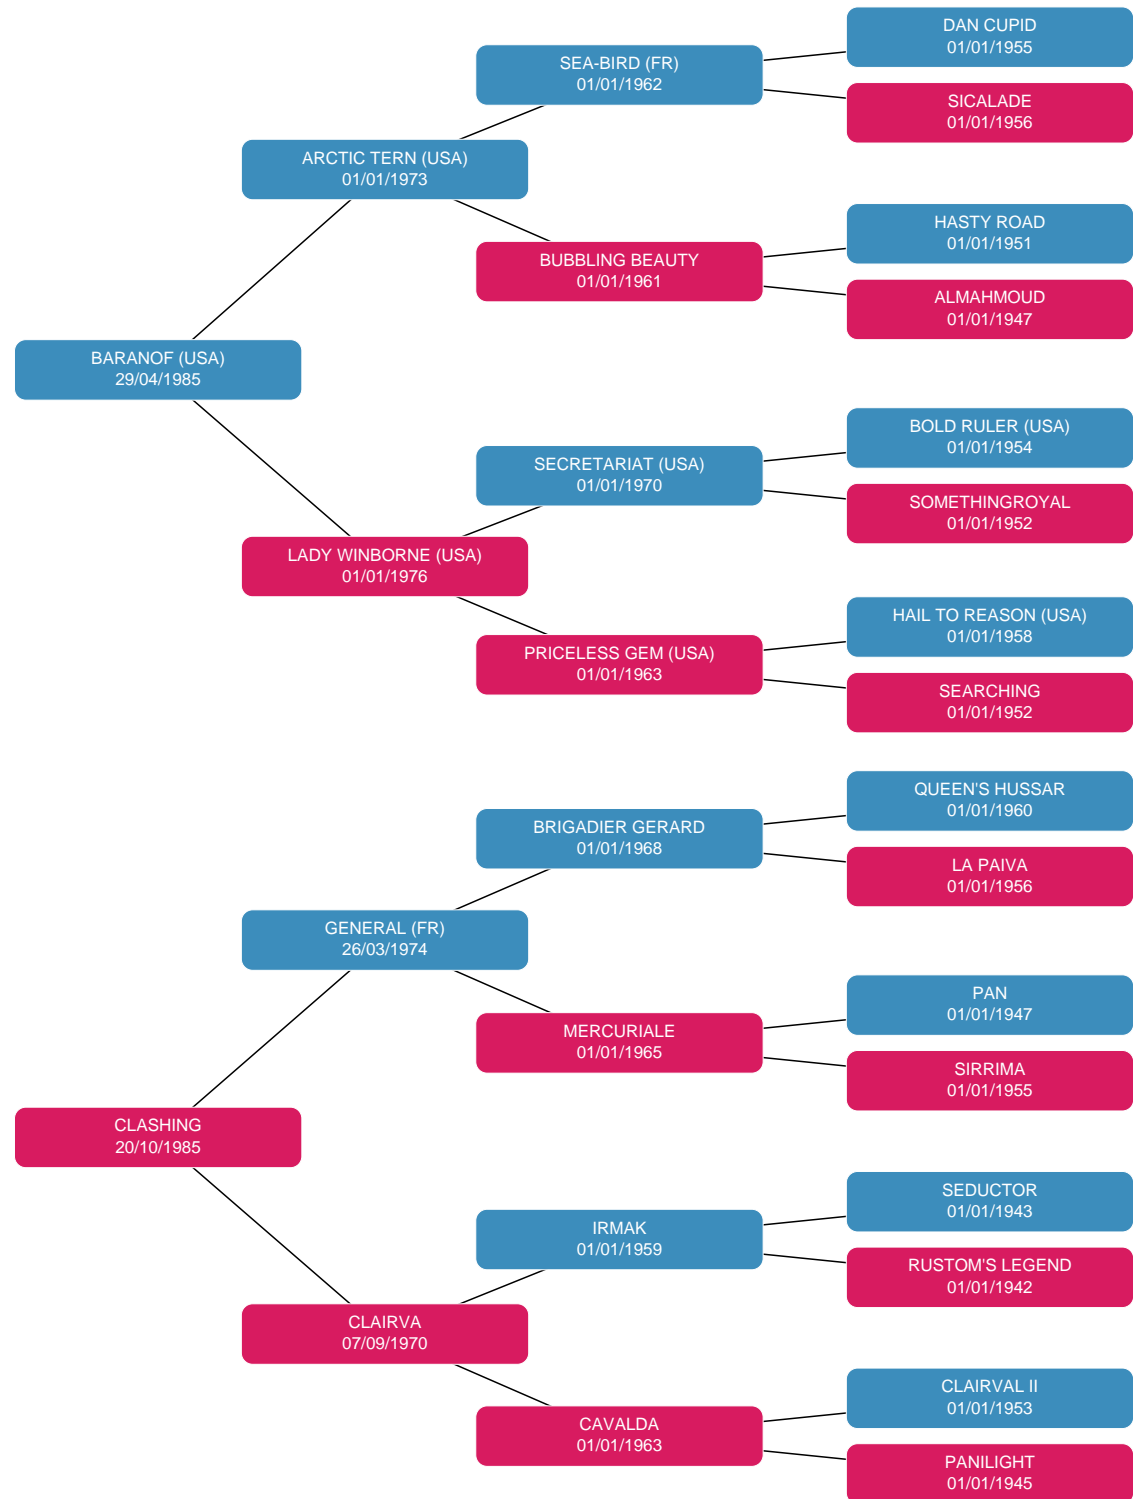 DAN CUPID
01/01/1955
SEA-BIRD (FR)
01/01/1962
SICALADE
01/01/1956
ARCTIC TERN (USA)
01/01/1973
HASTY ROAD
01/01/1951
BUBBLING BEAUTY
01/01/1961
ALMAHMOUD
01/01/1947
BARANOF (USA)
29/04/1985
BOLD RULER (USA)
01/01/1954
SECRETARIAT (USA)
01/01/1970
SOMETHINGROYAL
01/01/1952
LADY WINBORNE (USA)
01/01/1976
HAIL TO REASON (USA)
01/01/1958
PRICELESS GEM (USA)
01/01/1963
SEARCHING
01/01/1952
QUEEN'S HUSSAR
01/01/1960
BRIGADIER GERARD
01/01/1968
LA PAIVA
01/01/1956
GENERAL (FR)
26/03/1974
PAN
01/01/1947
MERCURIALE
01/01/1965
SIRRIMA
01/01/1955
CLASHING
20/10/1985
SEDUCTOR
01/01/1943
IRMAK
01/01/1959
RUSTOM'S LEGEND
01/01/1942
CLAIRVA
07/09/1970
CLAIRVAL II
01/01/1953
CAVALDA
01/01/1963
PANILIGHT
01/01/1945